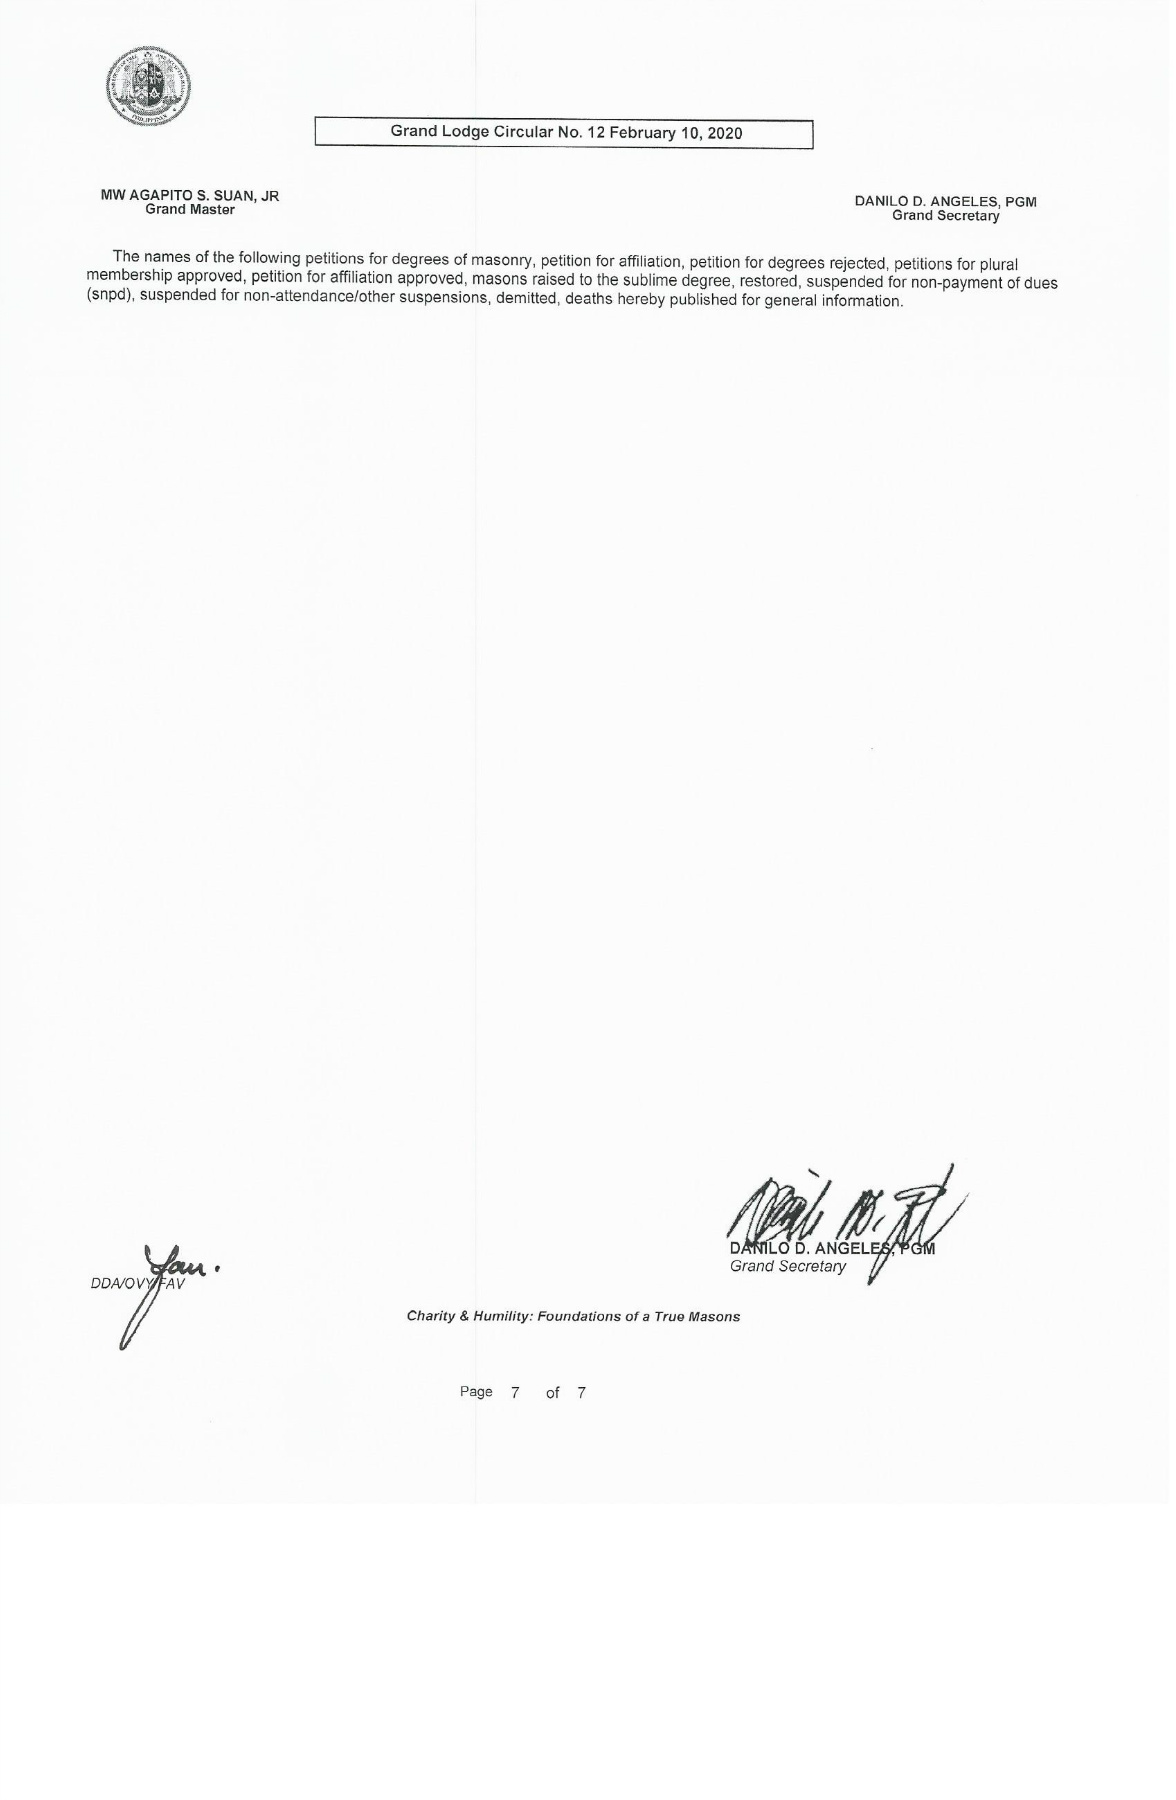 PHILIPPINES
Grand Lodge Circular No. 12 February 10, 2020
MW AGAPITO S. SUAN, JR
Grand Master
DANILO D. ANGELES, PGM
Grand Secretary
The names of the following petitions for degrees of masonry, petition for affiliation, petition for degrees rejected, petitions for plural
membership approved, petition for affiliation approved, masons raised to the sublime degree, restored, suspended for non-payment of dues
(snpd), suspended for non-attendance/other suspensions, demitted, deaths hereby published for general information.
DANILO D. ANGELES, PGM
Grand Secretary
DDA/OVY/FAV
Charity & Humility: Foundations of a True Masons
Page 7 of 7